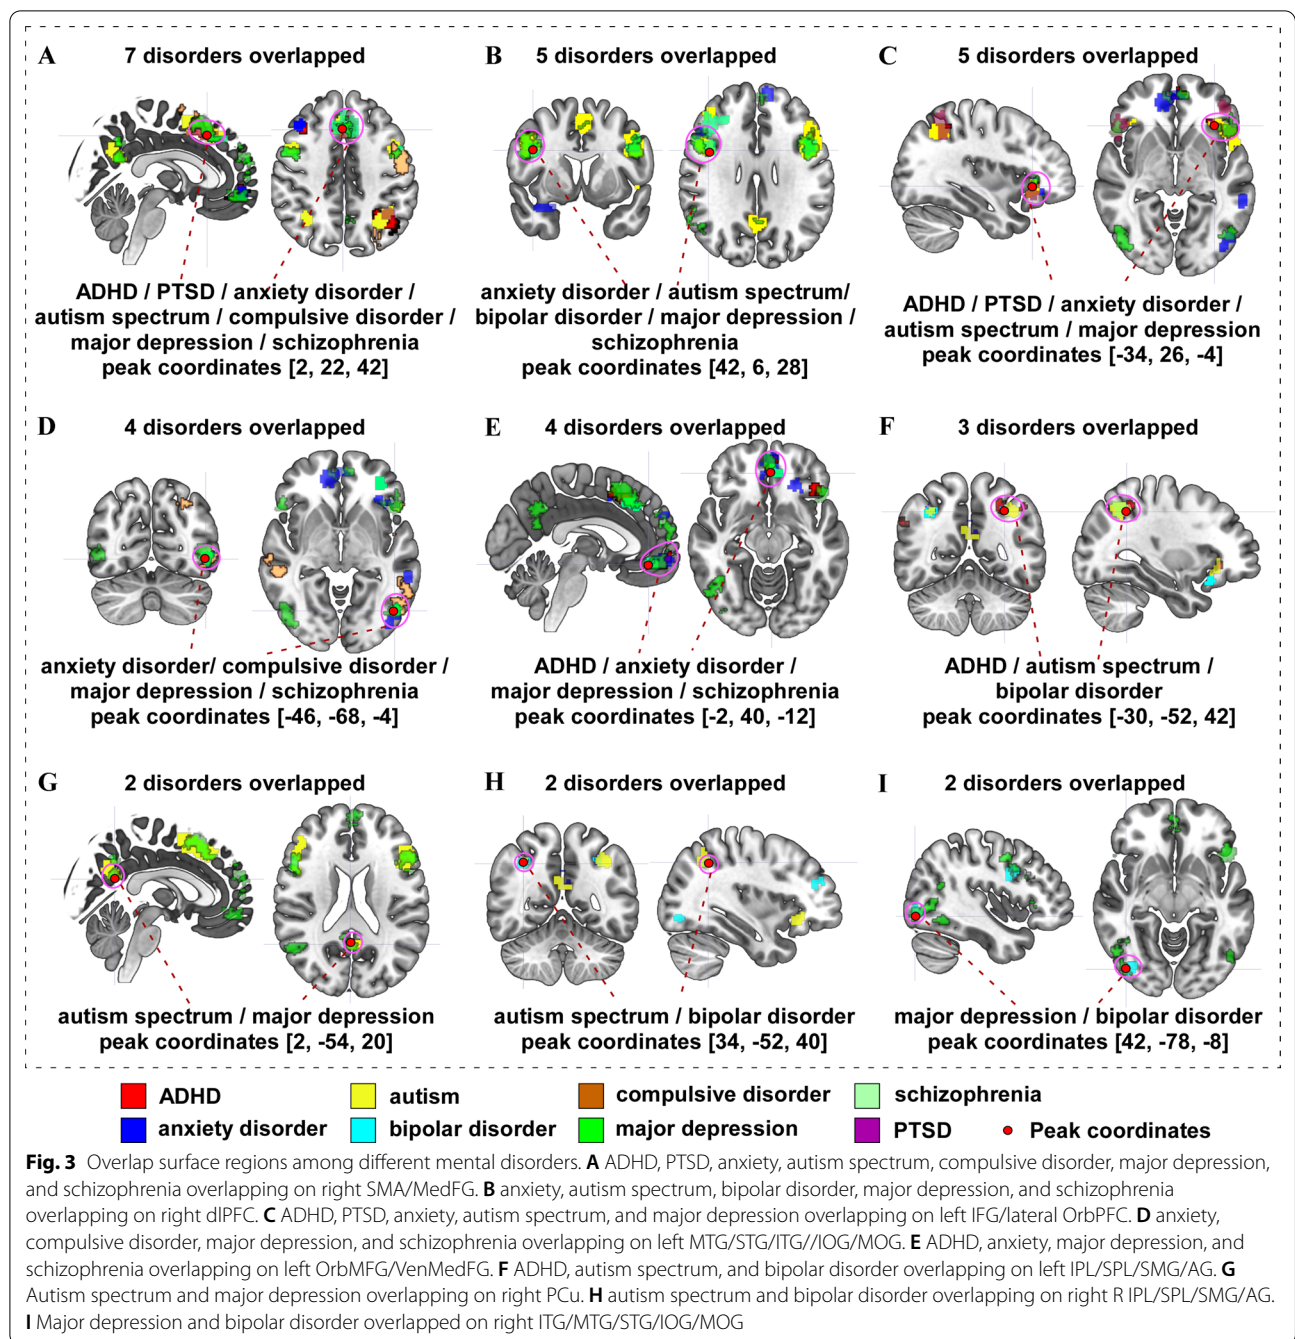 A 7 disorders overlapped
ADHD / PTSD / anxiety disorder /
autism spectrum / compulsive disorder /
major depression / schizophrenia
peak coordinates [2, 22, 42]
B 5 disorders overlapped
anxiety disorder / autism spectrum/
bipolar disorder / major depression /
schizophrenia
peak coordinates [42, 6, 28]
C 5 disorders overlapped
ADHD / PTSD / anxiety disorder /
autism spectrum / major depression
peak coordinates [-34, 26, -4]
D 4 disorders overlapped
anxiety disorder/ compulsive disorder /
major depression / schizophrenia
peak coordinates [-46, -68, -4]
E 4 disorders overlapped
ADHD / anxiety disorder /
major depression / schizophrenia
peak coordinates [-2, 40, -12]
F 3 disorders overlapped
ADHD / autism spectrum /
bipolar disorder
peak coordinates [-30, -52, 42]
G 2 disorders overlapped
autism spectrum / major depression
peak coordinates [2, -54, 20]
H 2 disorders overlapped
autism spectrum / bipolar disorder
peak coordinates [34, -52, 40]
I 2 disorders overlapped
major depression / bipolar disorder
peak coordinates [42, -78, -8]
ADHD autism compulsive disorder schizophrenia
anxiety disorder bipolar disorder major depression PTSD Peak coordinates
Fig. 3 Overlap surface regions among different mental disorders. A ADHD, PTSD, anxiety, autism spectrum, compulsive disorder, major depression,
and schizophrenia overlapping on right SMA/MedFG. B anxiety, autism spectrum, bipolar disorder, major depression, and schizophrenia
overlapping on right dlPFC. C ADHD, PTSD, anxiety, autism spectrum, and major depression overlapping on left IFG/lateral OrbPFC. D anxiety,
compulsive disorder, major depression, and schizophrenia overlapping on left MTG/STG/ITG//IOG/MOG. E ADHD, anxiety, major depression, and
schizophrenia overlapping on left OrbMFG/VenMedFG. F ADHD, autism spectrum, and bipolar disorder overlapping on left IPL/SPL/SMG/AG. G
Autism spectrum and major depression overlapping on right PCu. H autism spectrum and bipolar disorder overlapping on right R IPL/SPL/SMG/AG.
I Major depression and bipolar disorder overlapped on right ITG/MTG/STG/IOG/MOG